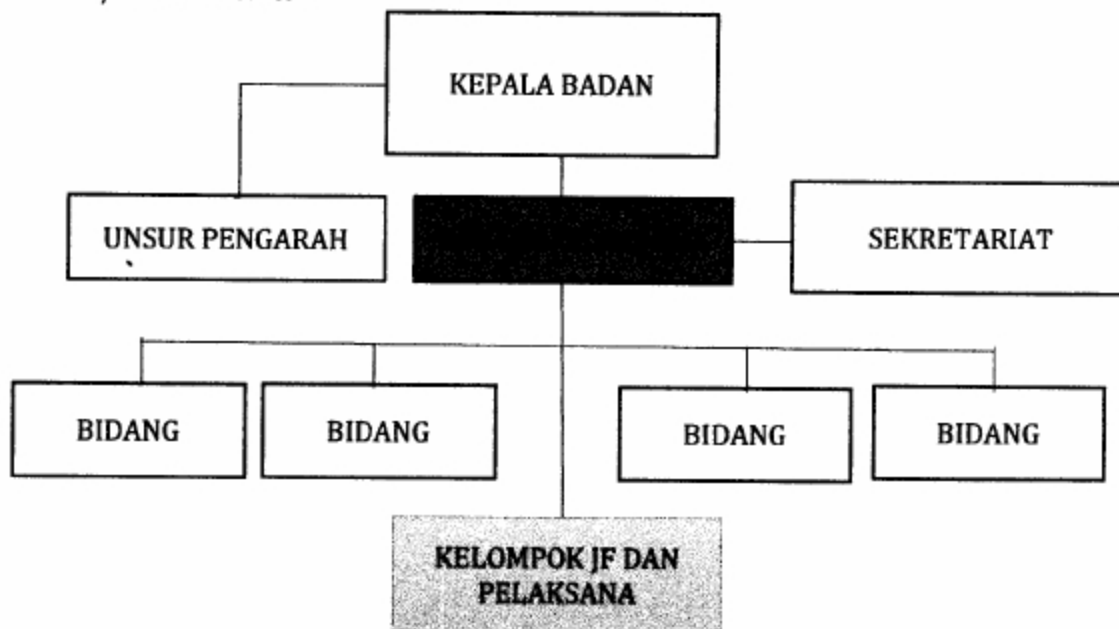 KEPALA BADAN
UNSUR PENGARAH
SEKRETARIAT
BIDANG
BIDANG
BIDANG
BIDANG
KELOMPOK JF DAN
PELAKSANA